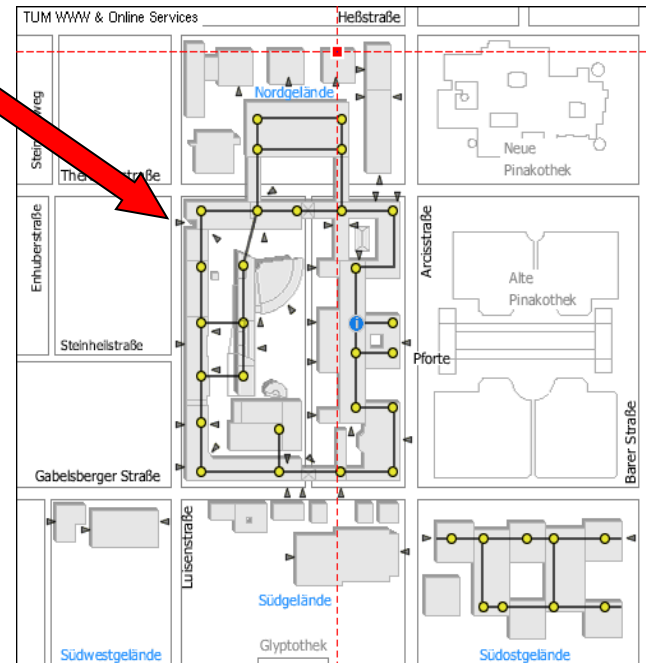 TUM WWW & Online Services
Heßstraße
Nordgelände
Neue
Pinakothek
Enhuberstraße
Arcisstraße
Alte
Pinakothek
Steinheilstraße
Pforte
Barer Straße
Gabelsberger Straße
Luisenstraße
Südgelände
Glyptothek
Südwestgelände
Südostgelände
i